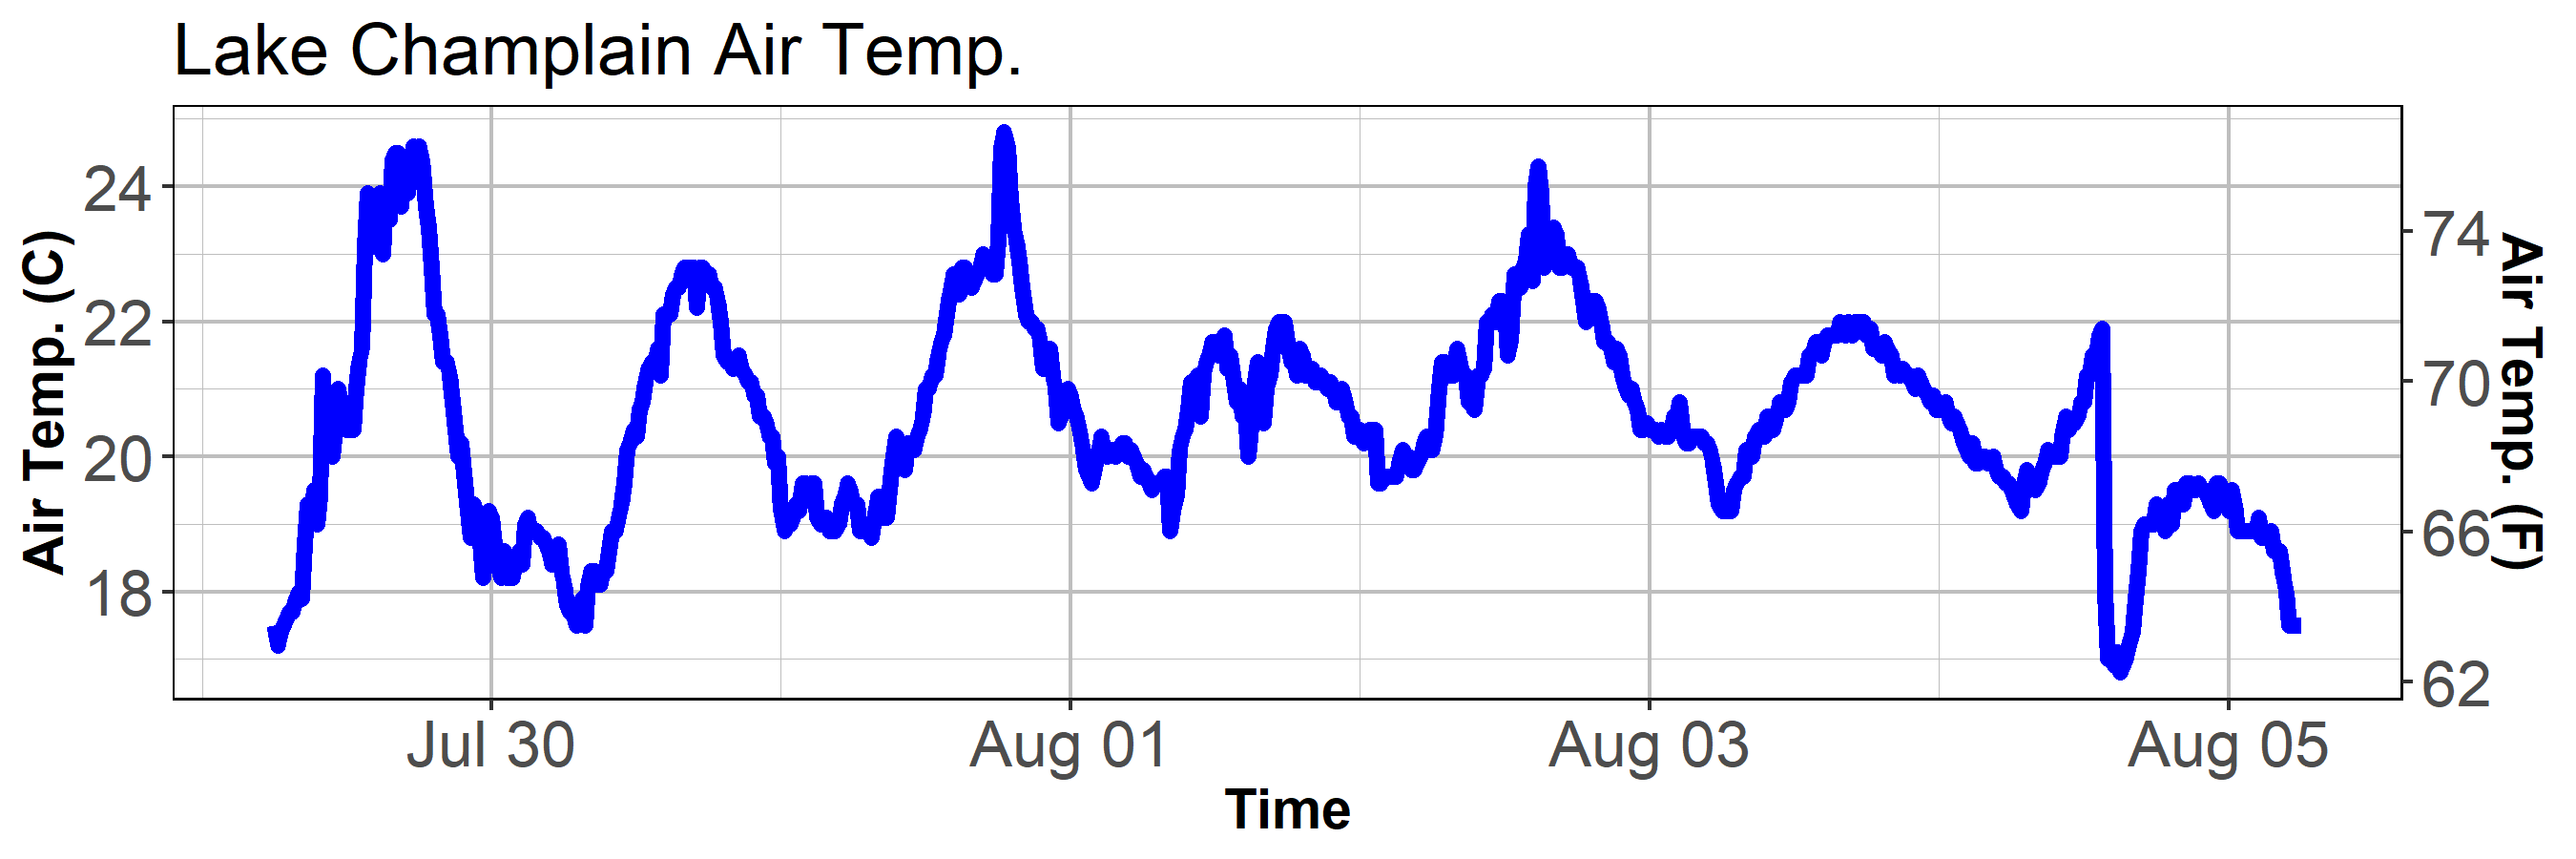 Lake Champlain Air Temp.
Air Temp. (C)
24
22
20
18
74
70
66
62
Air Temp. (F)
Jul 30
Aug 01
Aug 03
Aug 05
Time